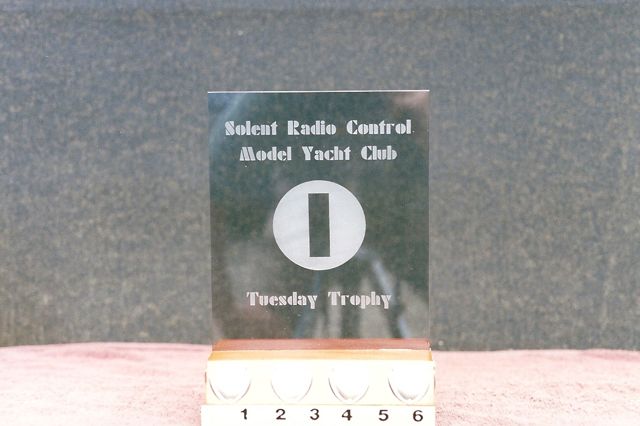 Solent Radio Control
Model Yacht Club
Tuesday Trophy
1 2 3 4 5 6